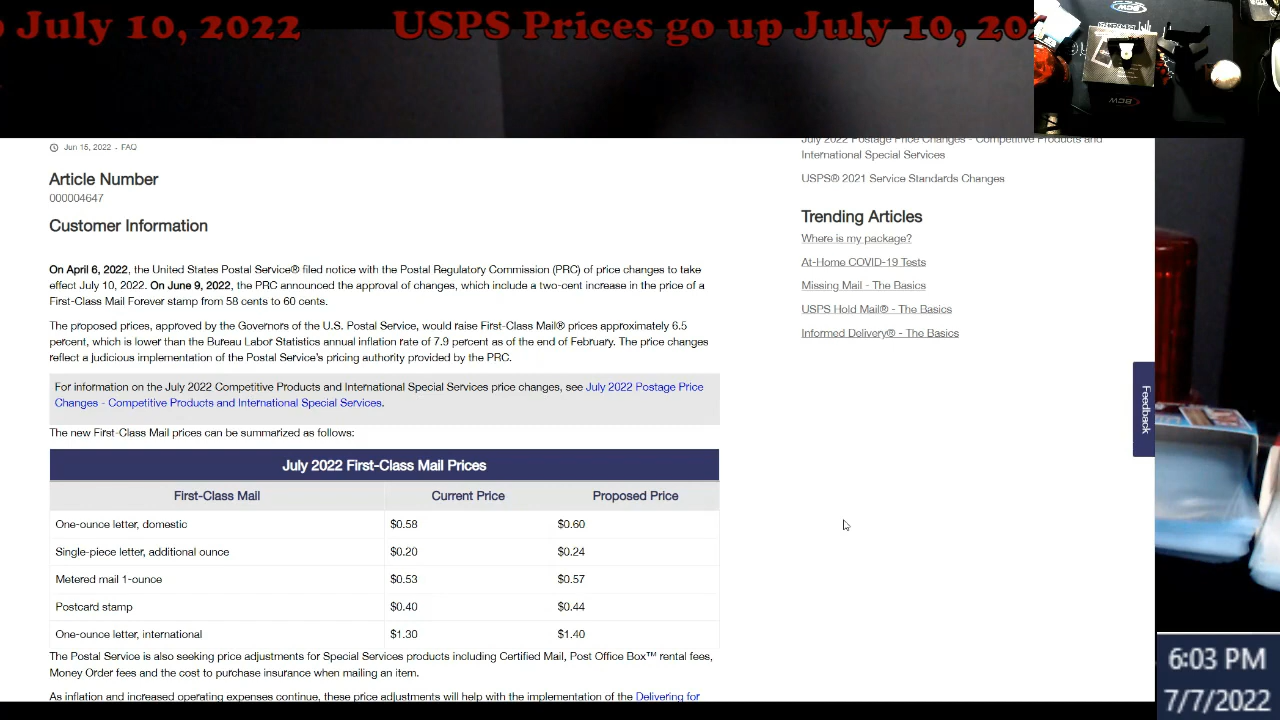 July 10, 2022 USPS Prices go up July 10, 20
BCW
Jun 15, 2022 - FAQ
Article Number
000004647
Customer Information
On April 6, 2022, the United States Postal Service® filed notice with the Postal Regulatory Commission (PRC) of price changes to take
effect July 10, 2022. On June 9, 2022, the PRC announced the approval of changes, which include a two-cent increase in the price of a
First-Class Mail Forever stamp from 58 cents to 60 cents.
The proposed prices, approved by the Governors of the U.S. Postal Service, would raise First-Class Mail® prices approximately 6.5
percent, which is lower than the Bureau Labor Statistics annual inflation rate of 7.9 percent as of the end of February. The price changes
reflect a judicious implementation of the Postal Service's pricing authority provided by the PRC.
For information on the July 2022 Competitive Products and International Special Services price changes, see July 2022 Postage Price
Changes - Competitive Products and International Special Services.
The new First-Class Mail prices can be summarized as follows:
July 2022 First-Class Mail Prices
First-Class Mail Current Price Proposed Price
One-ounce letter, domestic $0.58 $0.60
Single-piece letter, additional ounce $0.20 $0.24
Metered mail 1-ounce $0.53 $0.57
Postcard stamp $0.40 $0.44
One-ounce letter, international $1.30 $1.40
The Postal Service is also seeking price adjustments for Special Services products including Certified Mail, Post Office Box™ rental fees,
Money Order fees and the cost to purchase insurance when mailing an item.
As inflation and increased operating expenses continue, these price adjustments will help with the implementation of the Delivering for
July 2022 Postage Price Changes - Competitive Products and
International Special Services
USPS® 2021 Service Standards Changes
Trending Articles
Where is my package?
At-Home COVID-19 Tests
Missing Mail - The Basics
USPS Hold Mail® - The Basics
Informed Delivery® - The Basics
Feedback
6:03 PM
7/7/2022